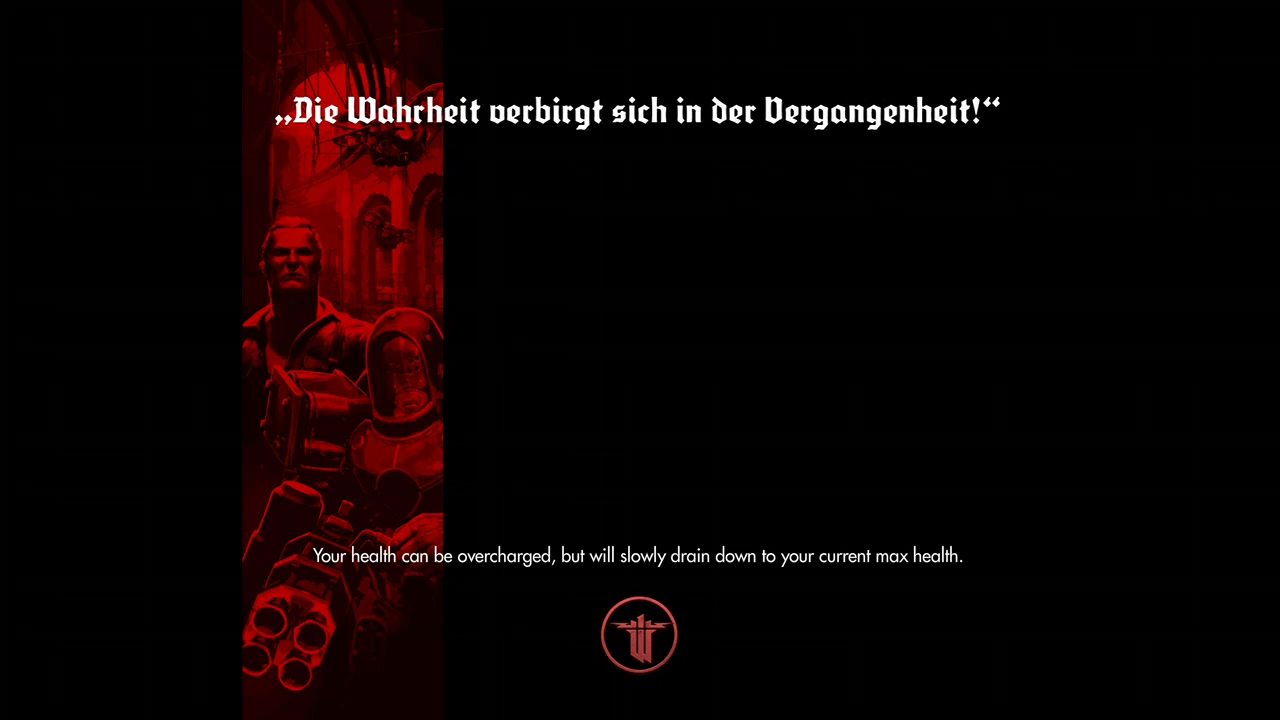 „Die Wahrheit verbirgt sich in der Vergangenheit!“
Your health can be overcharged, but will slowly drain down to your current max health.